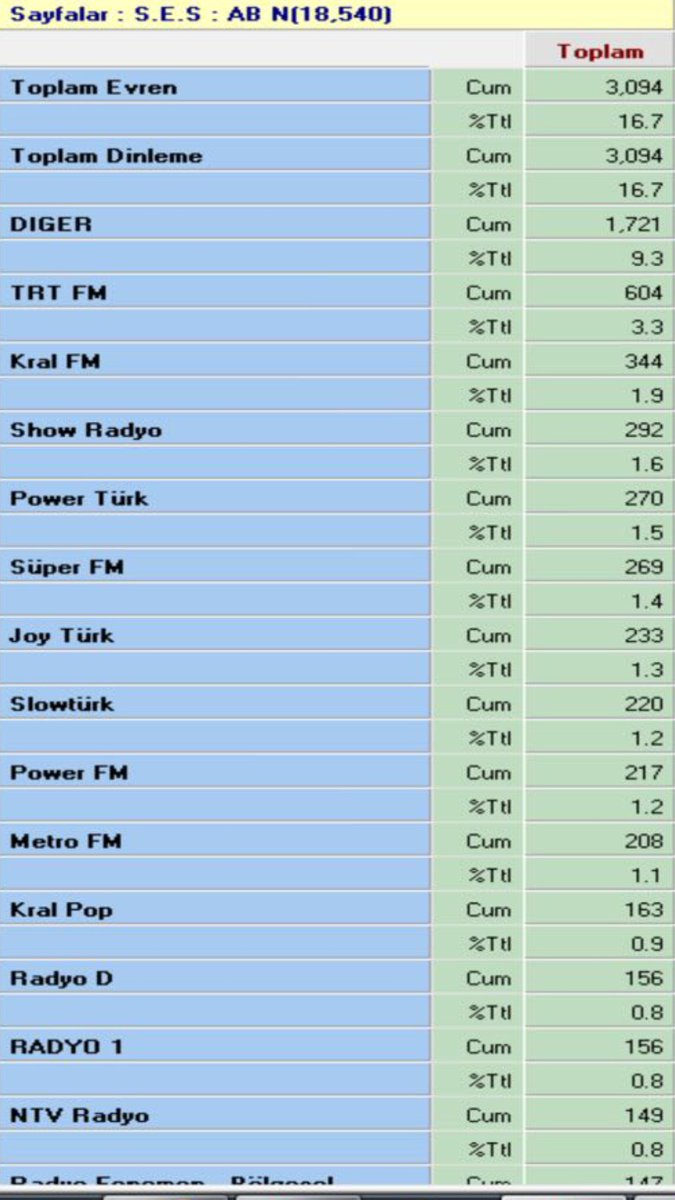 Sayfalar : S.E.S : AB N(18,540)
Toplam
Toplam Evren Cum 3,094
%Ttl 16.7
Toplam Dinleme Cum 3,094
%Ttl 16.7
DIGER Cum 1,721
%Ttl 9.3
TRT FM Cum 604
%Ttl 3.3
Kral FM Cum 344
%Ttl 1.9
Show Radyo Cum 292
%Ttl 1.6
Power Türk Cum 270
%Ttl 1.5
Süper FM Cum 269
%Ttl 1.4
Joy Türk Cum 233
%Ttl 1.3
Slowtürk Cum 220
%Ttl 1.2
Power FM Cum 217
%Ttl 1.2
Metro FM Cum 208
%Ttl 1.1
Kral Pop Cum 163
%Ttl 0.9
Radyo D Cum 156
%Ttl 0.8
RADYO 1 Cum 156
%Ttl 0.8
NTV Radyo Cum 149
%Ttl 0.8
Radyo Fenomen - Bölgesel Cum 147